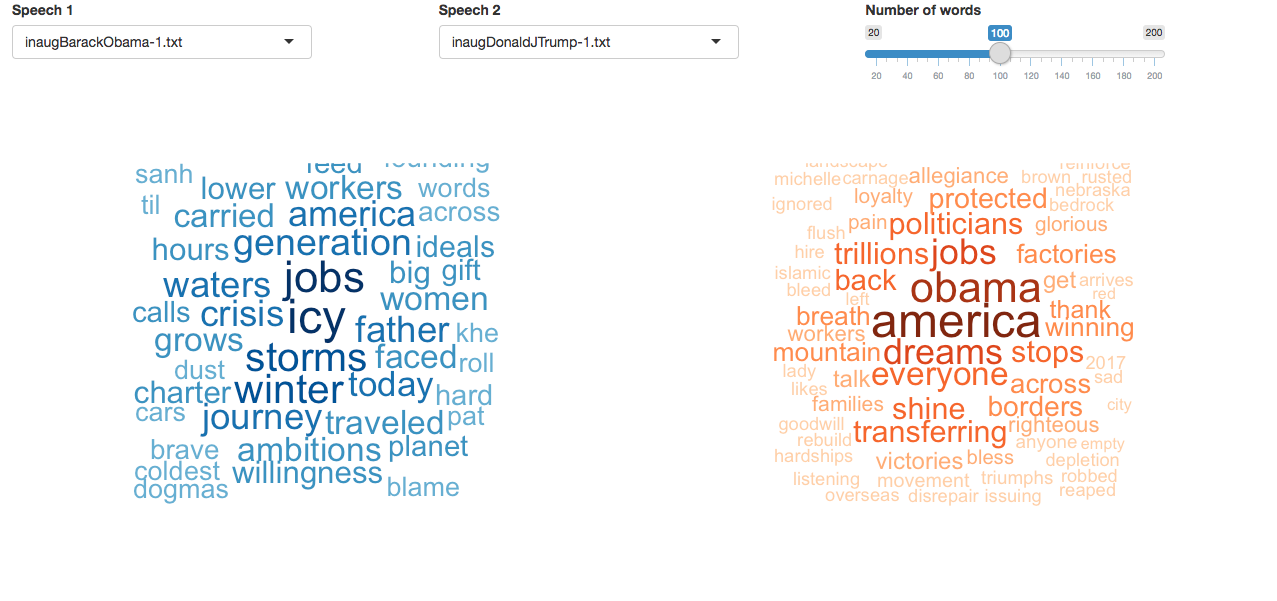 Speech 1 Speech 2 Number of words
inaugBarackObama-1.txt inaugDonaldJTrump-1.txt
20 100 200
20 40 60 80 100 120 140 160 180 200
feed founding
sanh lower workers words
til carried america across
hours generation ideals
waters jobs big gift
calls crisis icy women
grows father khe
dust storms faced roll
charter winter today hard
cars journey traveled pat
brave ambitions planet
coldest willingness
dogmas blame
landscape reinforce
michelle carnage allegiance brown rusted
ignored loyalty protected bedrock nebraska
flush pain politicians glorious
hire trillions jobs factories
islamic back obama get arrives
bleed left red
breath america thank
workers winning
mountain dreams stops 2017
lady talk everyone across sad
likes
families shine borders city
goodwill transferring righteous
rebuild anyone empty
hardships victories bless depletion
listening movement triumphs robbed
overseas disrepair issuing reaped